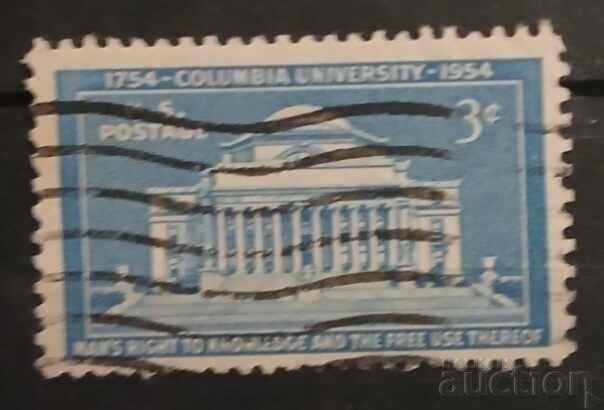 1754-COLUMBIA UNIVERSITY-1954
U.S. 3¢
POSTAGE
MAN'S RIGHT TO KNOWLEDGE AND THE FREE USE THEREOF
auction